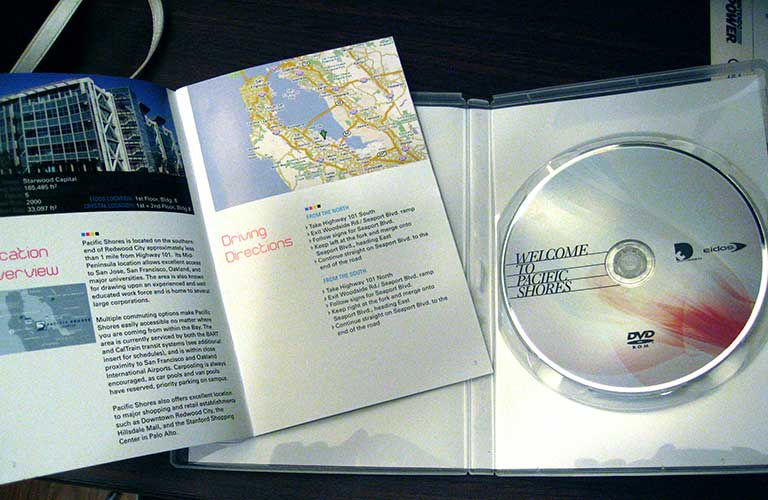 Starwood Capital
165,485 ft²
5
2000
33,097 ft²
EIDOS LOCATION: 1st Floor, Bldg. 6
CRYSTAL LOCATION: 1st + 2nd Floor, Bldg 6
cation
verview
Pacific Shores is located on the southern
end of Redwood City approximately less
than 1 mile from Highway 101. Its Mid-
Peninsula location allows excellent access
to San Jose, San Francisco, Oakland, and
major universities. The area is also known
for drawing upon an experienced and well
educated work force and is home to several
large corporations.
Multiple commuting options make Pacific
Shores easily accessible no matter where
you are coming from within the Bay. The
area is currently serviced by both the BART
and CalTrain transit systems (see additional
insert for schedules), and is within close
proximity to San Francisco and Oakland
International Airports. Carpooling is always
encouraged, as car pools and van pools
have reserved, priority parking on campus.
Pacific Shores also offers excellent location
to major shopping and retail establishments
such as Downtown Redwood City, the
Hillsdale Mall, and the Stanford Shopping
Center in Palo Alto.
Driving
Directions
FROM THE NORTH
› Take Highway 101 South
› Exit Woodside Rd / Seaport Blvd. ramp
› Follow signs for Seaport Blvd.
› Keep left at the fork and merge onto
Seaport Blvd., heading East.
› Continue straight on Seaport Blvd. to the
end of the road
FROM THE SOUTH
› Take Highway 101 North
› Exit Woodside Rd./ Seaport Blvd. ramp
› Follow signs for Seaport Blvd.
› Keep right at the fork and merge onto
Seaport Blvd., heading East
› Continue straight on Seaport Blvd. to the
end of the road
WELCOME
TO
PACIFIC
SHORES
eidos
DVD
ROM
POWER